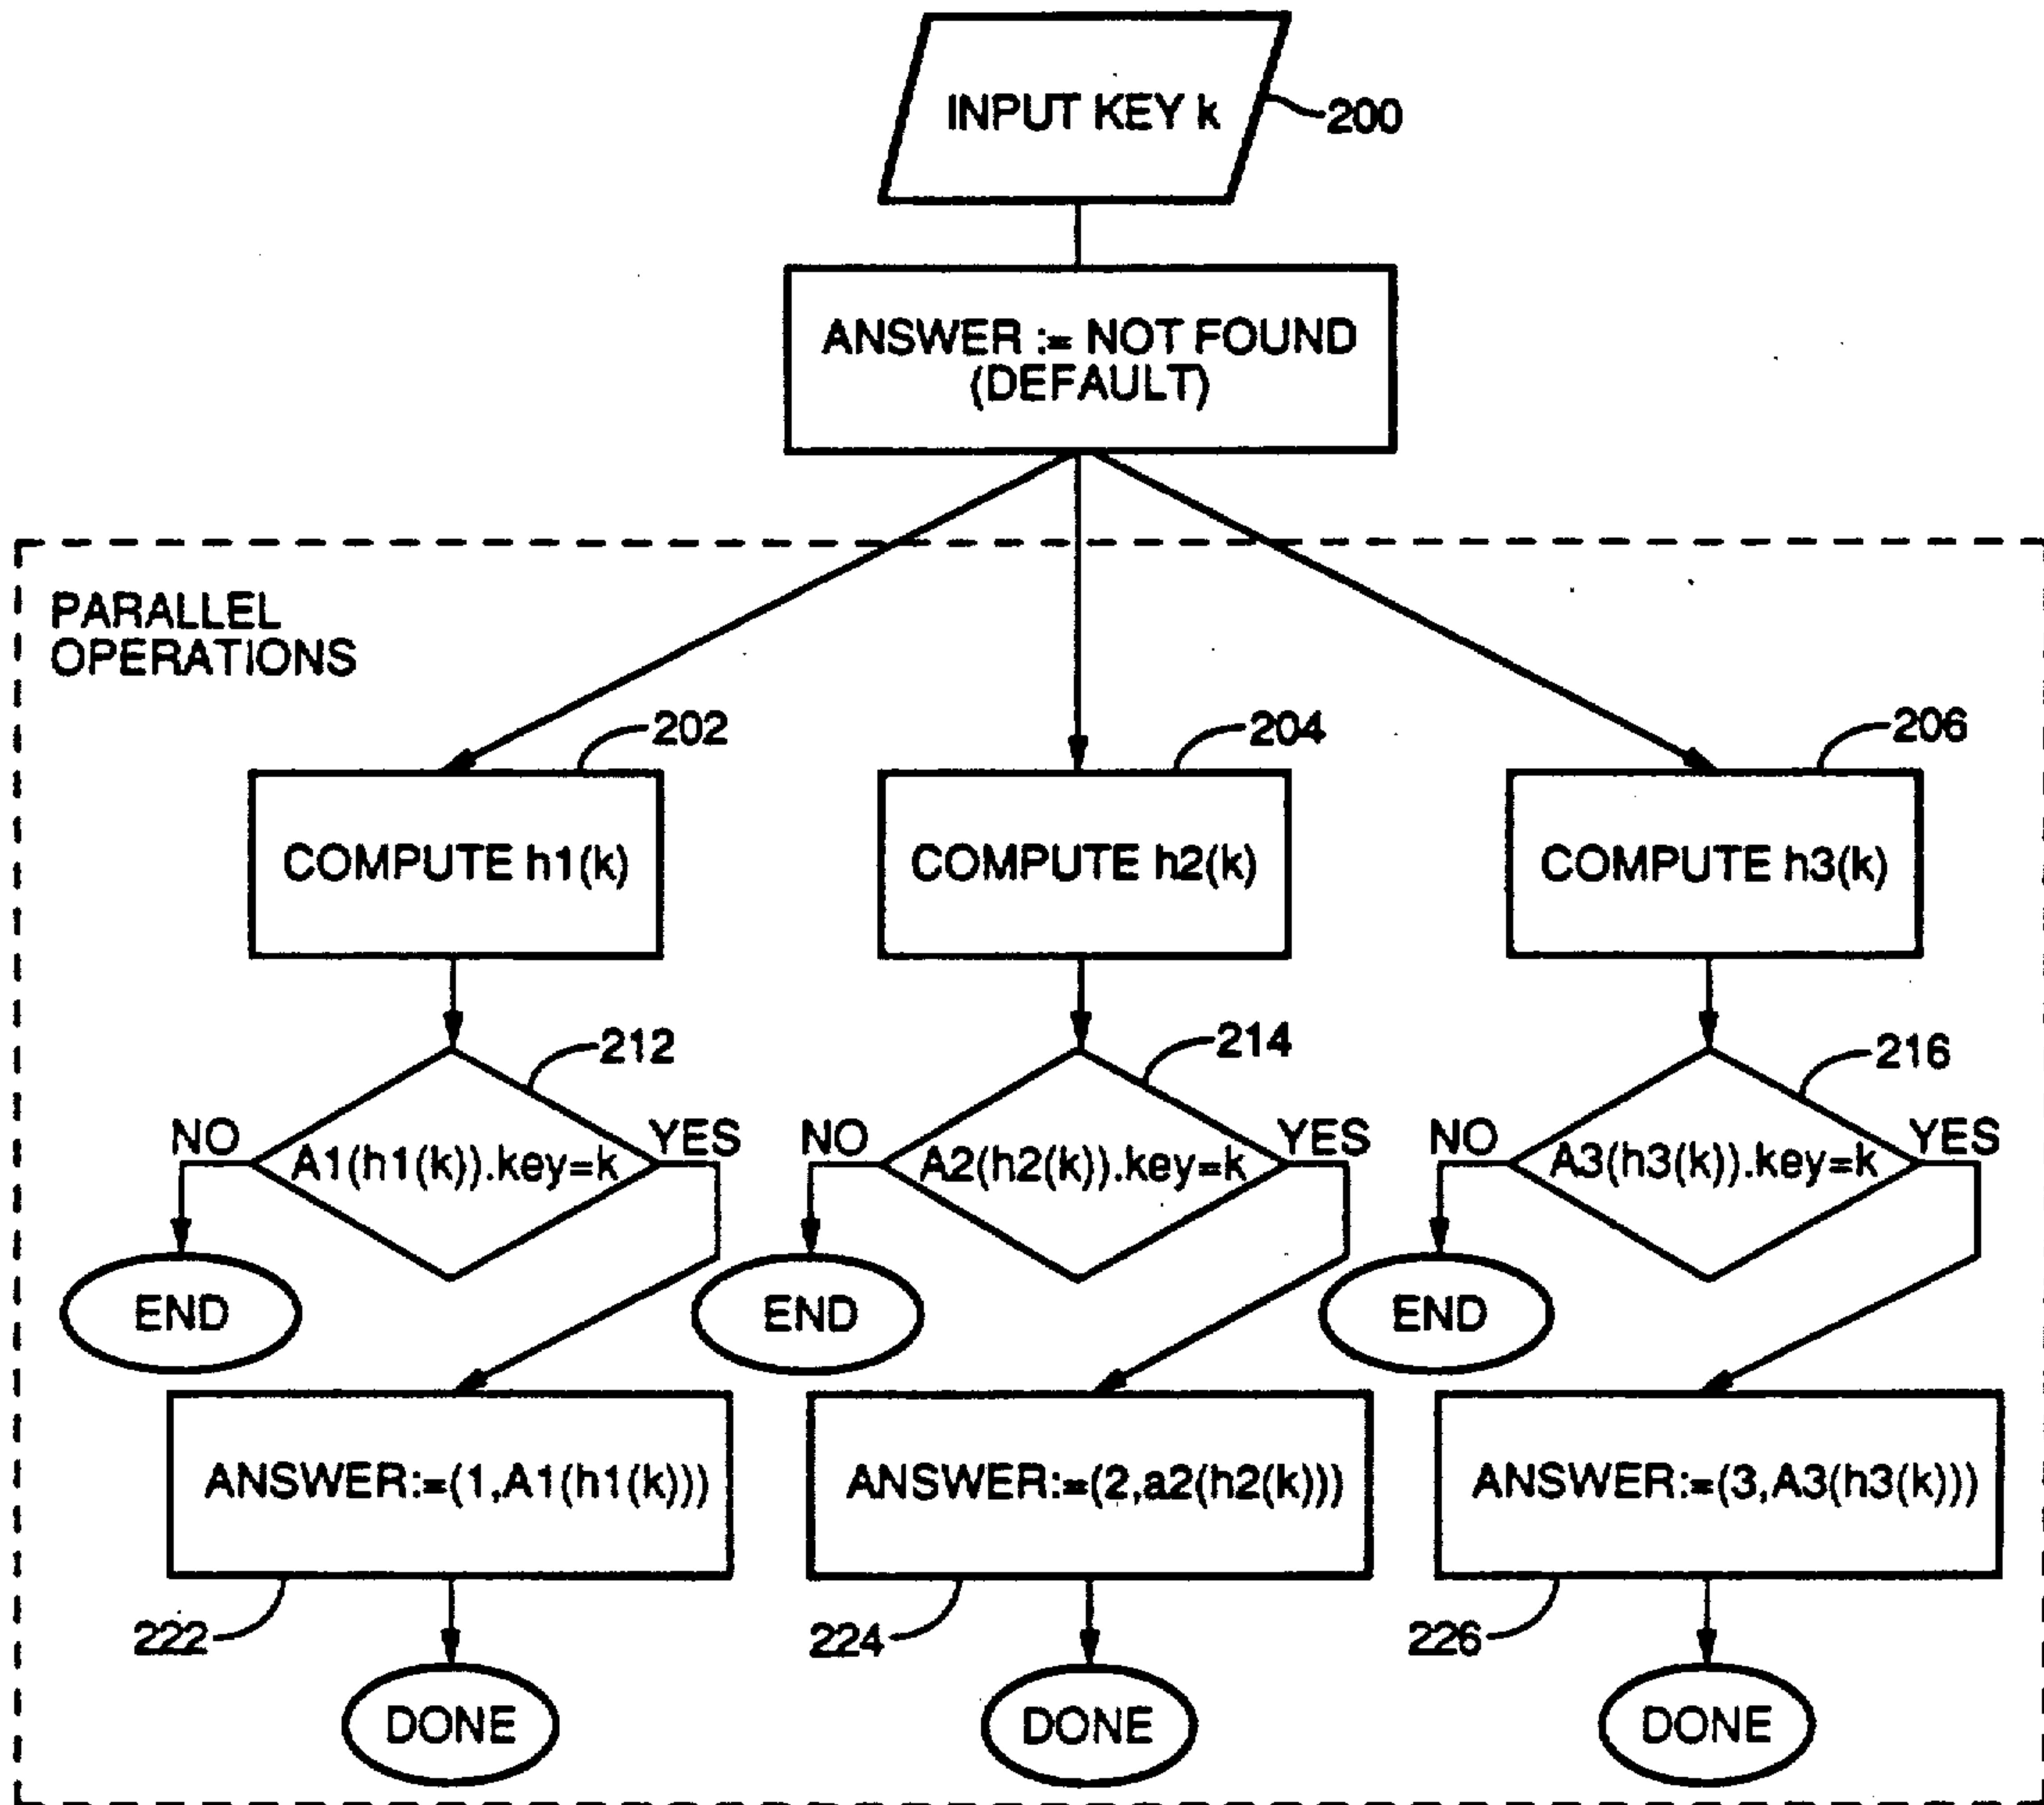 INPUT KEY k
200
ANSWER := NOT FOUND
(DEFAULT)
PARALLEL
OPERATIONS
202
204
206
COMPUTE h1(k)
COMPUTE h2(k)
COMPUTE h3(k)
212
214
216
NO
A1(h1(k)).key=k
YES
NO
A2(h2(k)).key=k
YES
NO
A3(h3(k)).key=k
YES
END
END
END
ANSWER:=(1,A1(h1(k)))
ANSWER:=(2,a2(h2(k)))
ANSWER:=(3,A3(h3(k)))
222
224
226
DONE
DONE
DONE